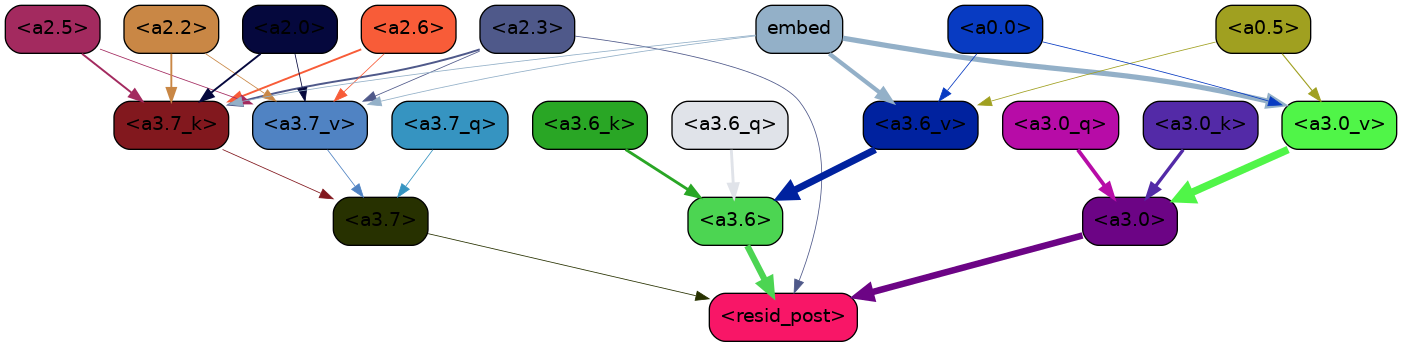 <a2.5> <a2.2> <a2.0> <a2.6> <a2.3> embed <a0.0> <a0.5>
<a3.7_k> <a3.7_v> <a3.7_q> <a3.6_k> <a3.6_q> <a3.6_v> <a3.0_q> <a3.0_k> <a3.0_v>
<a3.7> <a3.6> <a3.0>
<resid_post>